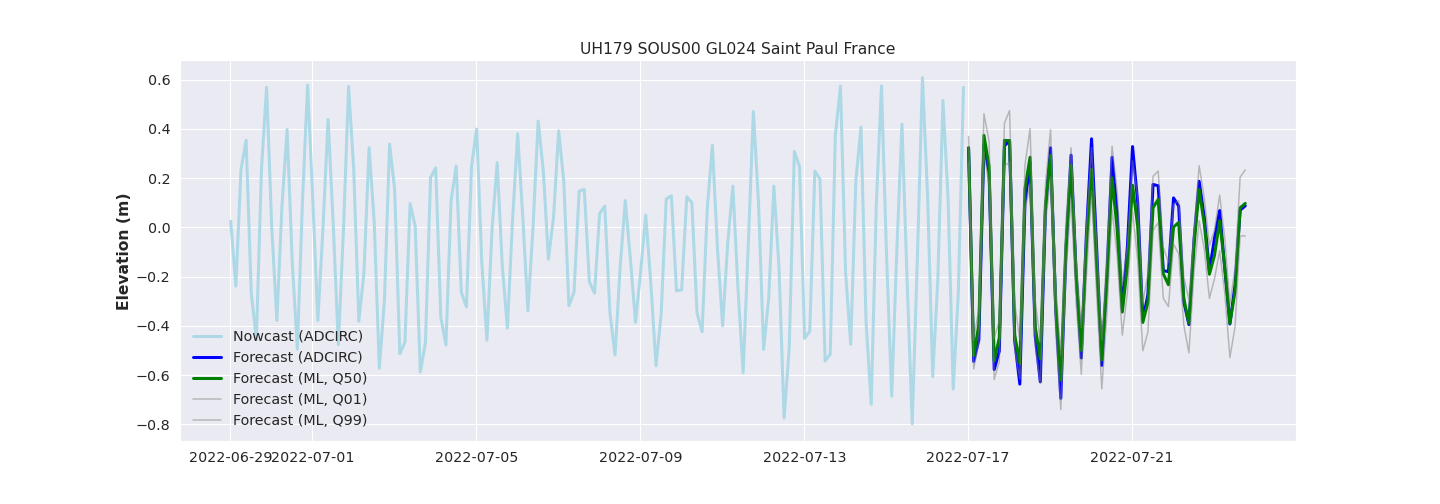 UH179 SOUS00 GL024 Saint Paul France
Elevation (m)
0.6
0.4
0.2
0.0
−0.2
−0.4
−0.6
−0.8
Nowcast (ADCIRC)
Forecast (ADCIRC)
Forecast (ML, Q50)
Forecast (ML, Q01)
Forecast (ML, Q99)
2022-06-29 2022-07-01 2022-07-05 2022-07-09 2022-07-13 2022-07-17 2022-07-21